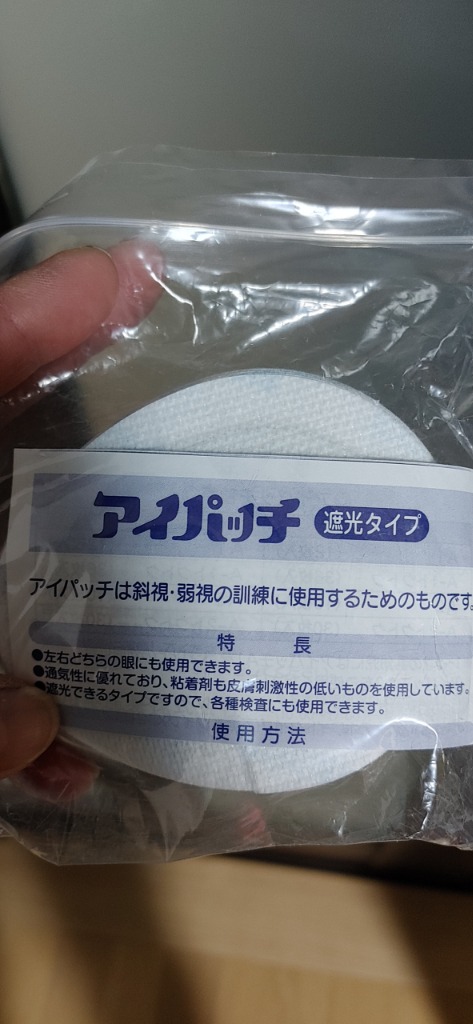 アイパッチ 遮光タイプ
アイパッチは斜視・弱視の訓練に使用するためのものです。
特長
●左右どちらの眼にも使用できます。
●通気性に優れており、粘着剤も皮膚刺激性の低いものを使用しています。
●遮光できるタイプですので、各種検査にも使用できます。
使用方法